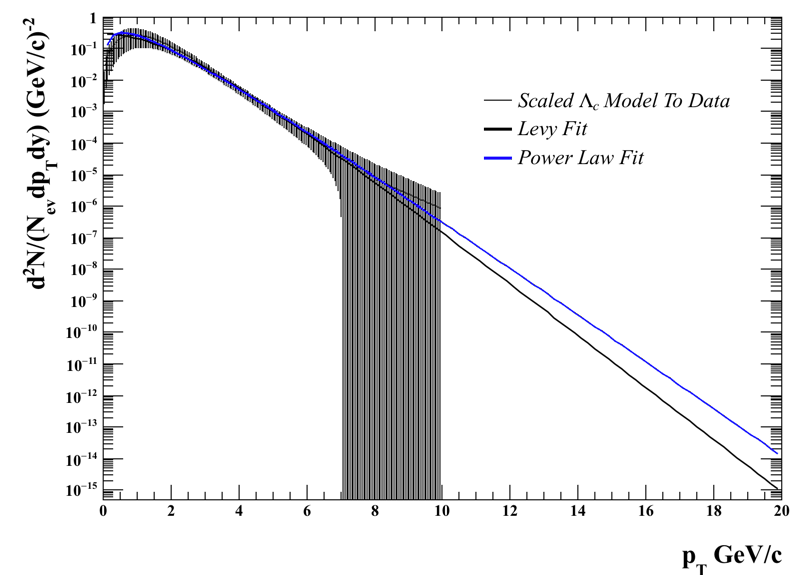 d²N/(N_ev dp_T dy) (GeV/c)⁻²
1
10⁻¹
10⁻²
10⁻³
10⁻⁴
10⁻⁵
10⁻⁶
10⁻⁷
10⁻⁸
10⁻⁹
10⁻¹⁰
10⁻¹¹
10⁻¹²
10⁻¹³
10⁻¹⁴
10⁻¹⁵
Scaled Λ_c Model To Data
Levy Fit
Power Law Fit
0 2 4 6 8 10 12 14 16 18 20
p_T GeV/c